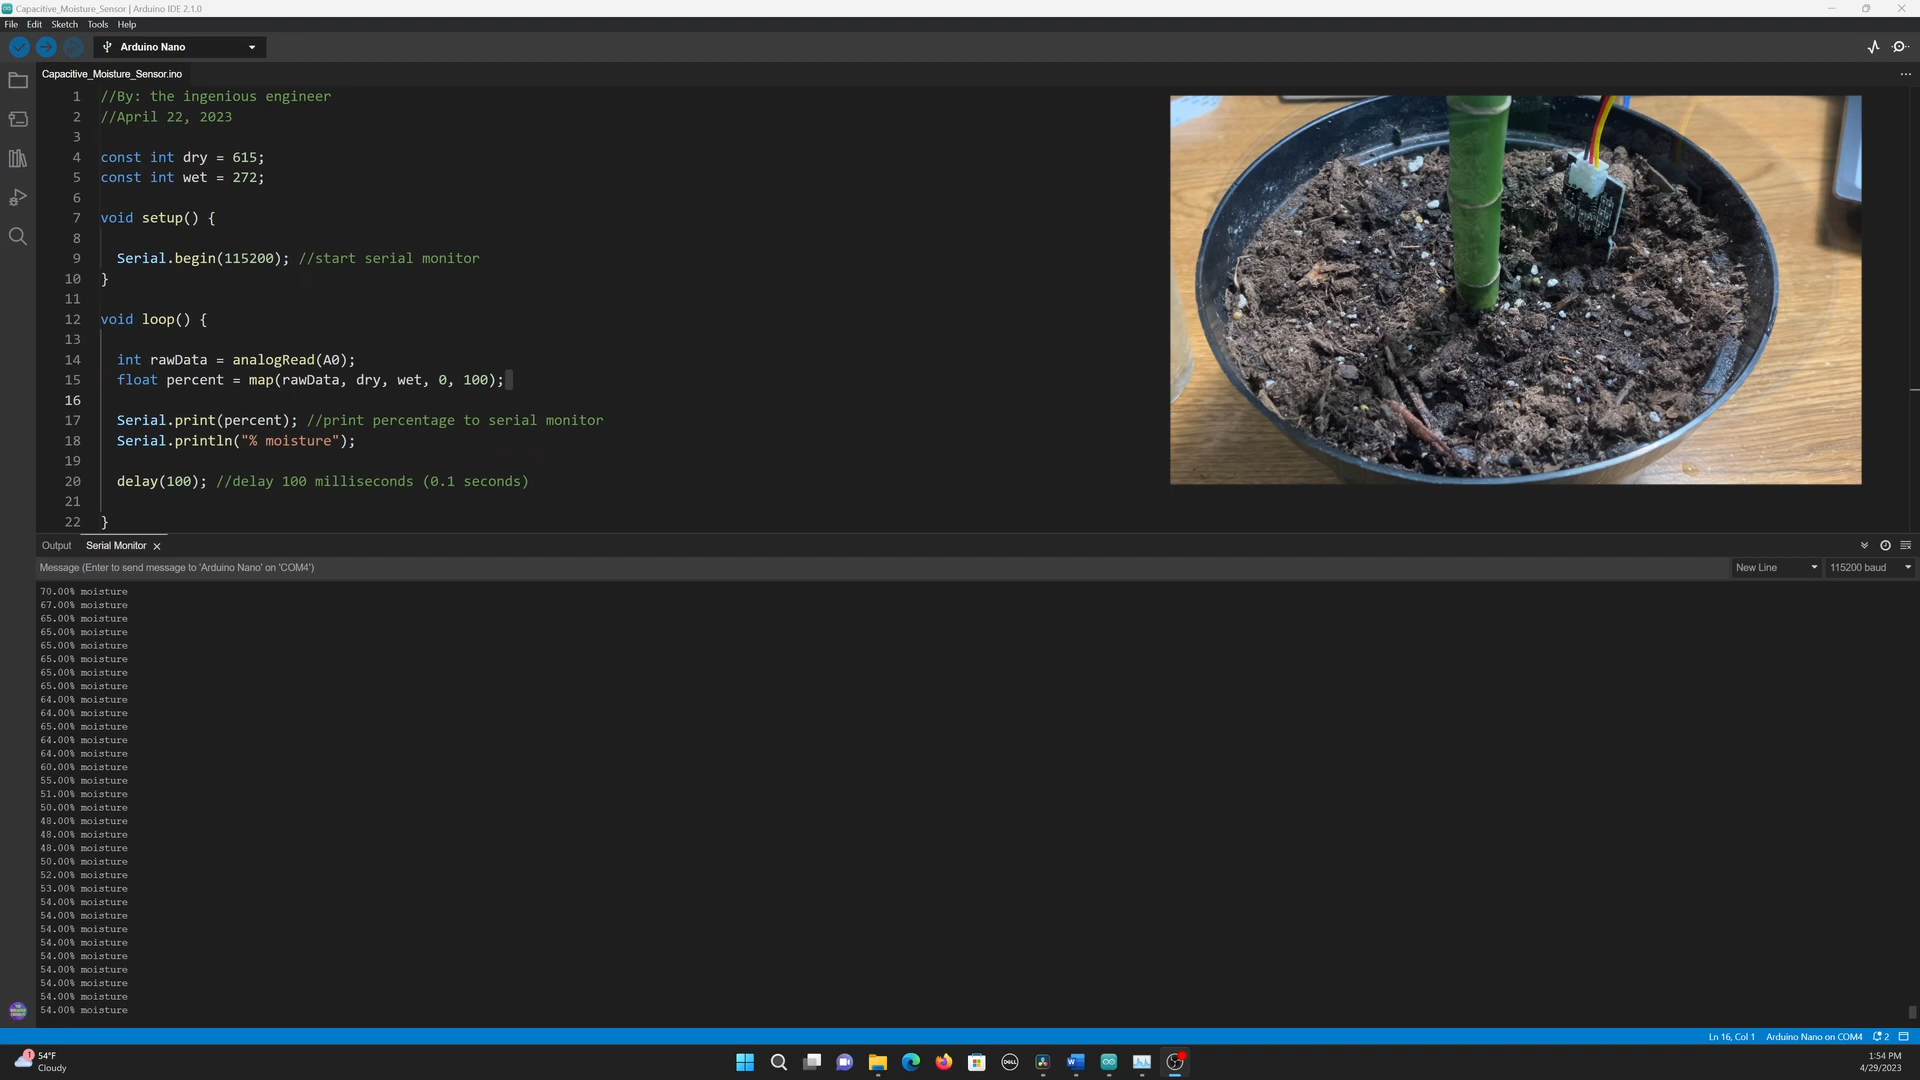 Capacitive_Moisture_Sensor | Arduino IDE 2.1.0
File Edit Sketch Tools Help
Arduino Nano
Capacitive_Moisture_Sensor.ino
1 //By: the ingenious engineer
2 //April 22, 2023
3
4 const int dry = 615;
5 const int wet = 272;
6
7 void setup() {
8
9 Serial.begin(115200); //start serial monitor
10 }
11
12 void loop() {
13
14 int rawData = analogRead(A0);
15 float percent = map(rawData, dry, wet, 0, 100);
16
17 Serial.print(percent); //print percentage to serial monitor
18 Serial.println("% moisture");
19
20 delay(100); //delay 100 milliseconds (0.1 seconds)
21
22 }
Output Serial Monitor
Message (Enter to send message to 'Arduino Nano' on 'COM4') New Line 115200 baud
70.00% moisture
67.00% moisture
65.00% moisture
65.00% moisture
65.00% moisture
65.00% moisture
65.00% moisture
65.00% moisture
64.00% moisture
64.00% moisture
65.00% moisture
64.00% moisture
64.00% moisture
60.00% moisture
55.00% moisture
51.00% moisture
50.00% moisture
48.00% moisture
48.00% moisture
48.00% moisture
50.00% moisture
52.00% moisture
53.00% moisture
54.00% moisture
54.00% moisture
54.00% moisture
54.00% moisture
54.00% moisture
54.00% moisture
54.00% moisture
54.00% moisture
54.00% moisture
Ln 16, Col 1 Arduino Nano on COM4 2
1 54°F
Cloudy
DELL
1:54 PM
4/29/2023